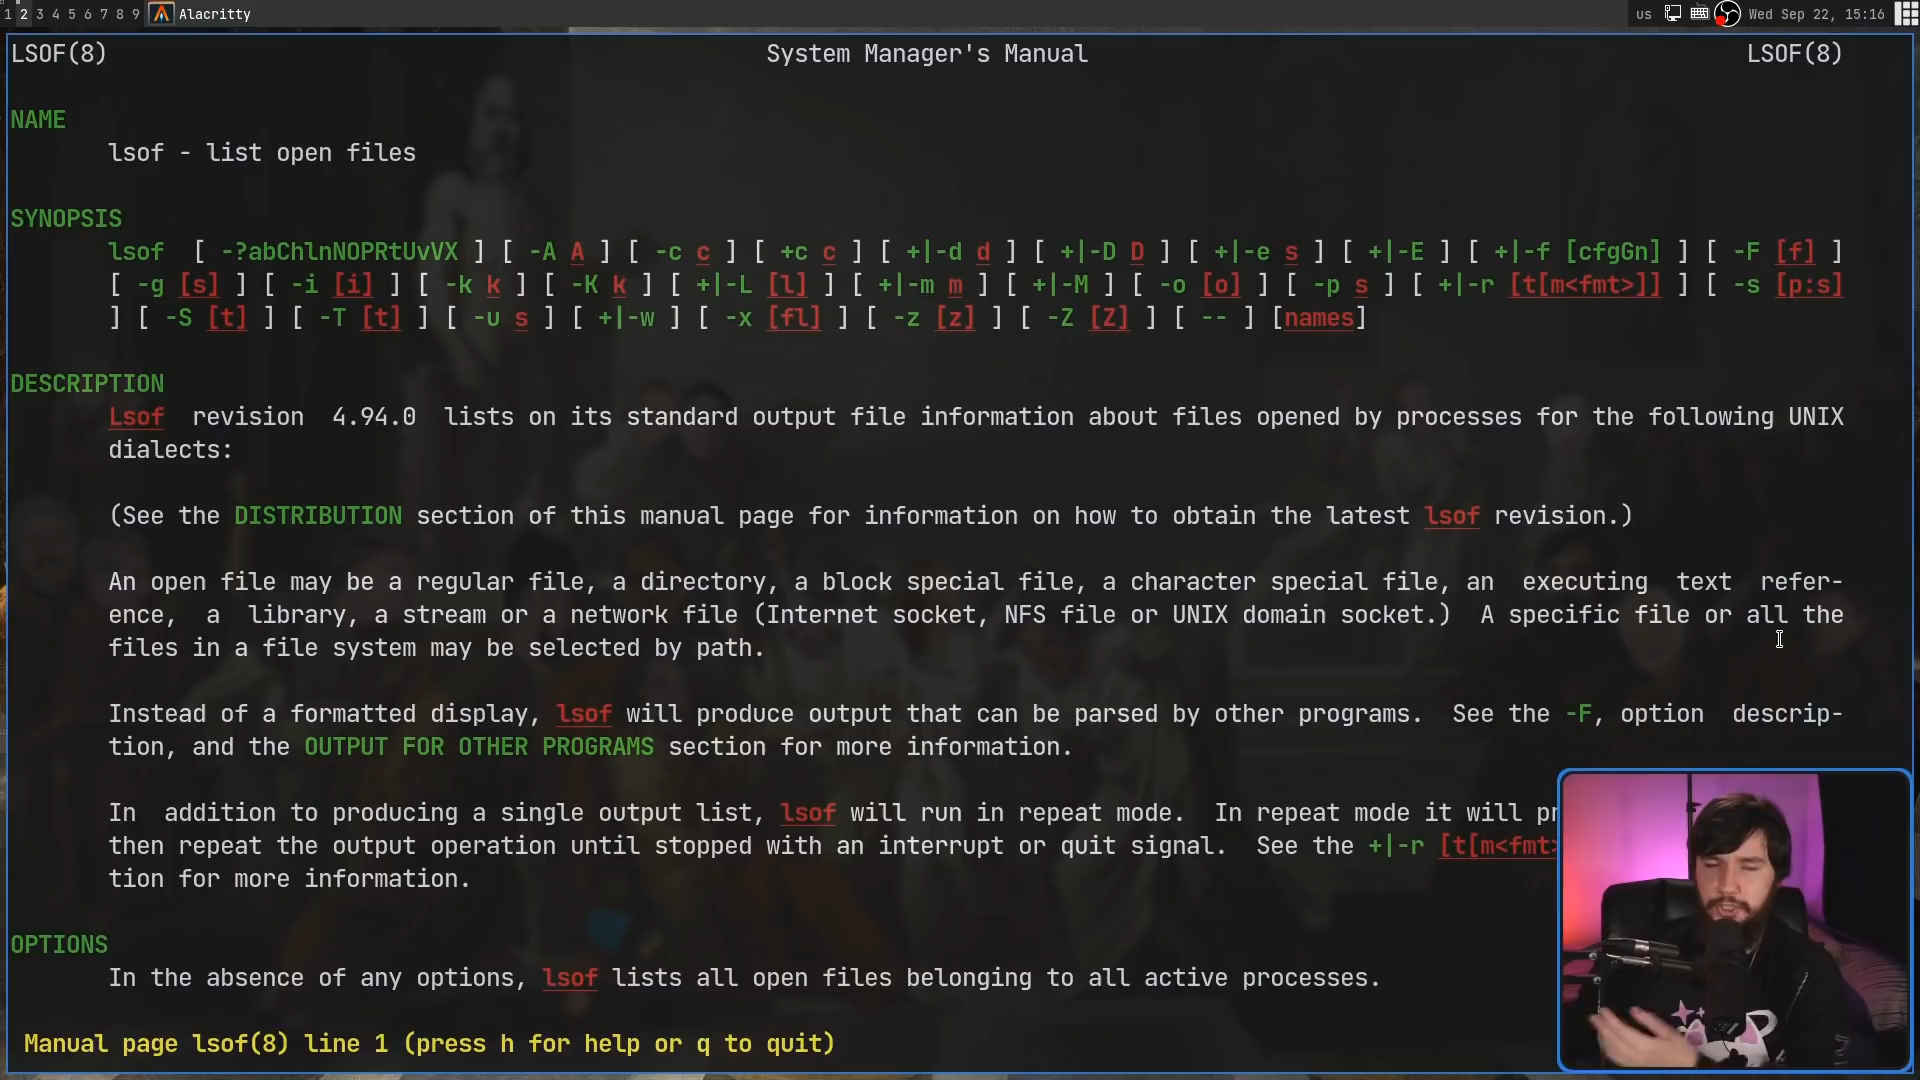 1 2 3 4 5 6 7 8 9 Alacritty us Wed Sep 22, 15:16
LSOF(8) System Manager's Manual LSOF(8)
NAME
lsof - list open files
SYNOPSIS
lsof [ -?abChlnNOPRtUvVX ] [ -A A ] [ -c c ] [ +c c ] [ +|-d d ] [ +|-D D ] [ +|-e s ] [ +|-E ] [ +|-f [cfgGn] ] [ -F [f] ]
[ -g [s] ] [ -i [i] ] [ -k k ] [ -K k ] [ +|-L [l] ] [ +|-m m ] [ +|-M ] [ -o [o] ] [ -p s ] [ +|-r [t[m<fmt>]] ] [ -s [p:s]
] [ -S [t] ] [ -T [t] ] [ -u s ] [ +|-w ] [ -x [fl] ] [ -z [z] ] [ -Z [Z] ] [ -- ] [names]
DESCRIPTION
Lsof revision 4.94.0 lists on its standard output file information about files opened by processes for the following UNIX
dialects:
(See the DISTRIBUTION section of this manual page for information on how to obtain the latest lsof revision.)
An open file may be a regular file, a directory, a block special file, a character special file, an executing text refer-
ence, a library, a stream or a network file (Internet socket, NFS file or UNIX domain socket.) A specific file or all the
files in a file system may be selected by path.
Instead of a formatted display, lsof will produce output that can be parsed by other programs. See the -F, option descrip-
tion, and the OUTPUT FOR OTHER PROGRAMS section for more information.
In addition to producing a single output list, lsof will run in repeat mode. In repeat mode it will pr
then repeat the output operation until stopped with an interrupt or quit signal. See the +|-r [t[m<fmt>
tion for more information.
OPTIONS
In the absence of any options, lsof lists all open files belonging to all active processes.
Manual page lsof(8) line 1 (press h for help or q to quit)